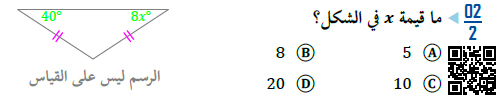 02
2
ما قيمة x في الشكل؟
A 5
B 8
C 10
D 20
40°
8x°
الرسم ليس على القياس